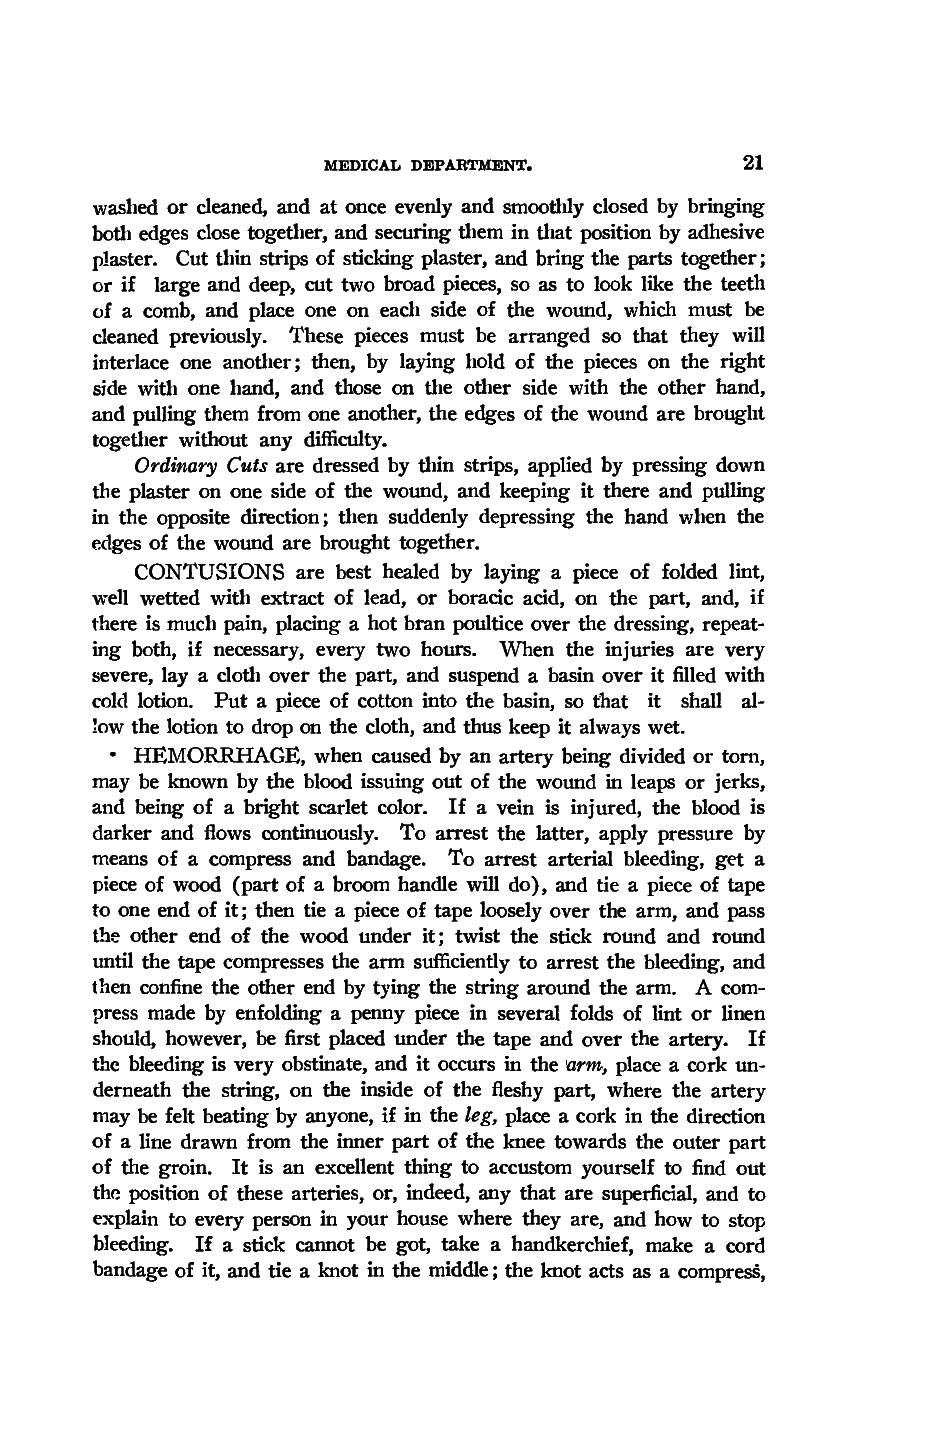 MEDICAL DEPARTMENT. 21
washed or cleaned, and at once evenly and smoothly closed by bringing
both edges close together, and securing them in that position by adhesive
plaster. Cut thin strips of sticking plaster, and bring the parts together;
or if large and deep, cut two broad pieces, so as to look like the teeth
of a comb, and place one on each side of the wound, which must be
cleaned previously. These pieces must be arranged so that they will
interlace one another; then, by laying hold of the pieces on the right
side with one hand, and those on the other side with the other hand,
and pulling them from one another, the edges of the wound are brought
together without any difficulty.
Ordinary Cuts are dressed by thin strips, applied by pressing down
the plaster on one side of the wound, and keeping it there and pulling
in the opposite direction; then suddenly depressing the hand when the
edges of the wound are brought together.
CONTUSIONS are best healed by laying a piece of folded lint,
well wetted with extract of lead, or boracic acid, on the part, and, if
there is much pain, placing a hot bran poultice over the dressing, repeat-
ing both, if necessary, every two hours. When the injuries are very
severe, lay a cloth over the part, and suspend a basin over it filled with
cold lotion. Put a piece of cotton into the basin, so that it shall al-
low the lotion to drop on the cloth, and thus keep it always wet.
HEMORRHAGE, when caused by an artery being divided or torn,
may be known by the blood issuing out of the wound in leaps or jerks,
and being of a bright scarlet color. If a vein is injured, the blood is
darker and flows continuously. To arrest the latter, apply pressure by
means of a compress and bandage. To arrest arterial bleeding, get a
piece of wood (part of a broom handle will do), and tie a piece of tape
to one end of it; then tie a piece of tape loosely over the arm, and pass
the other end of the wood under it; twist the stick round and round
until the tape compresses the arm sufficiently to arrest the bleeding, and
then confine the other end by tying the string around the arm. A com-
press made by enfolding a penny piece in several folds of lint or linen
should, however, be first placed under the tape and over the artery. If
the bleeding is very obstinate, and it occurs in the arm, place a cork un-
derneath the string, on the inside of the fleshy part, where the artery
may be felt beating by anyone, if in the leg, place a cork in the direction
of a line drawn from the inner part of the knee towards the outer part
of the groin. It is an excellent thing to accustom yourself to find out
the position of these arteries, or, indeed, any that are superficial, and to
explain to every person in your house where they are, and how to stop
bleeding. If a stick cannot be got, take a handkerchief, make a cord
bandage of it, and tie a knot in the middle; the knot acts as a compress,